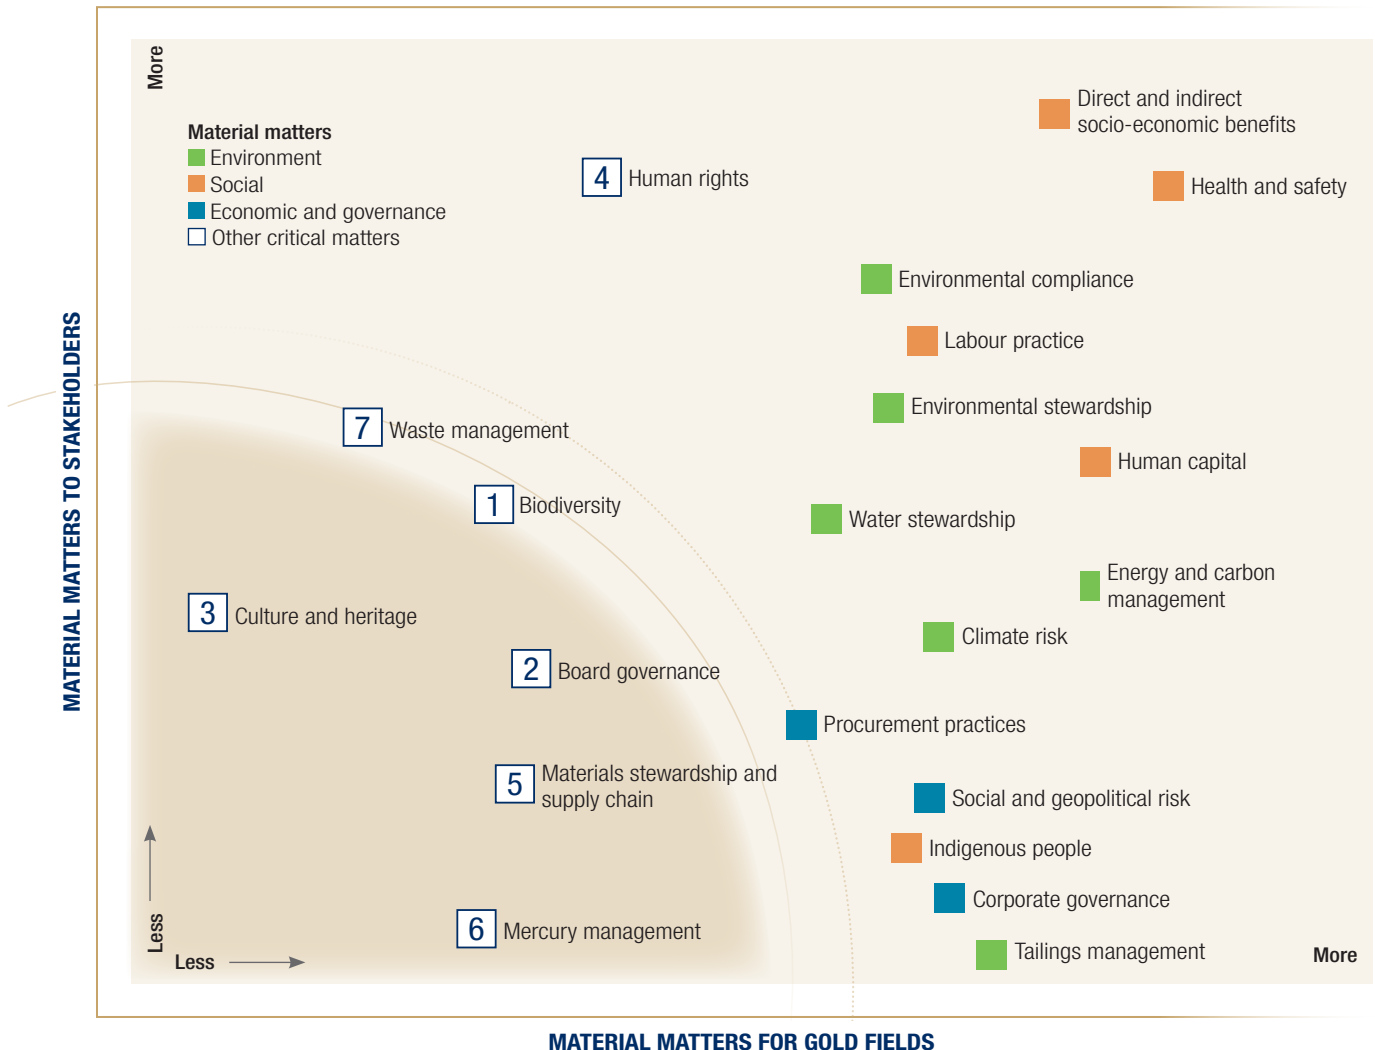 More
Material matters
Environment
Social
Economic and governance
Other critical matters
Direct and indirect
socio-economic benefits
4 Human rights
Health and safety
Environmental compliance
Labour practice
Environmental stewardship
7 Waste management
Human capital
1 Biodiversity
Water stewardship
Energy and carbon
management
3 Culture and heritage
Climate risk
2 Board governance
Procurement practices
5 Materials stewardship and
supply chain
Social and geopolitical risk
Indigenous people
Corporate governance
6 Mercury management
Tailings management
Less
Less
More
MATERIAL MATTERS TO STAKEHOLDERS
MATERIAL MATTERS FOR GOLD FIELDS